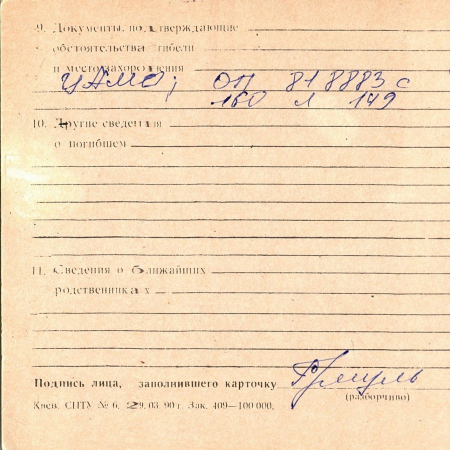 9. Документы, подтверждающие
обстоятельства гибели
и место захоронения
ЦАМО, ОП 818883 с
160 л 149
10. Другие сведения
о погибшем
11. Сведения о ближайших
родственниках
Подпись лица, заполнившего карточку
(разборчиво)
Киев. СПТУ № 6. 29.03.90 г. Зак. 409—100 000.